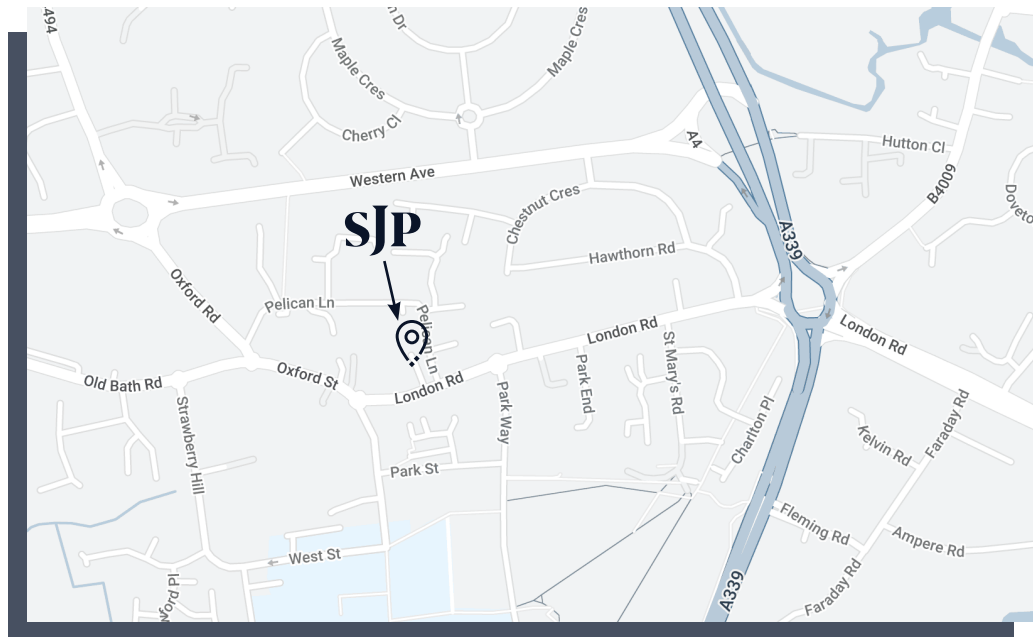 Maple Cres
Maple Cres
Cherry Cl
A4
Hutton Cl
Western Ave
B4009
SJP
Chestnut Cres
A339
Hawthorn Rd
Oxford Rd
Pelican Ln
Pelican Ln
London Rd
London Rd
Old Bath Rd
Oxford St
London Rd
Park End
St Mary's Rd
Strawberry Hill
Park Way
Charlton Pl
Kelvin Rd
Faraday Rd
Park St
Fleming Rd
Ampere Rd
West St
A339
Faraday Rd